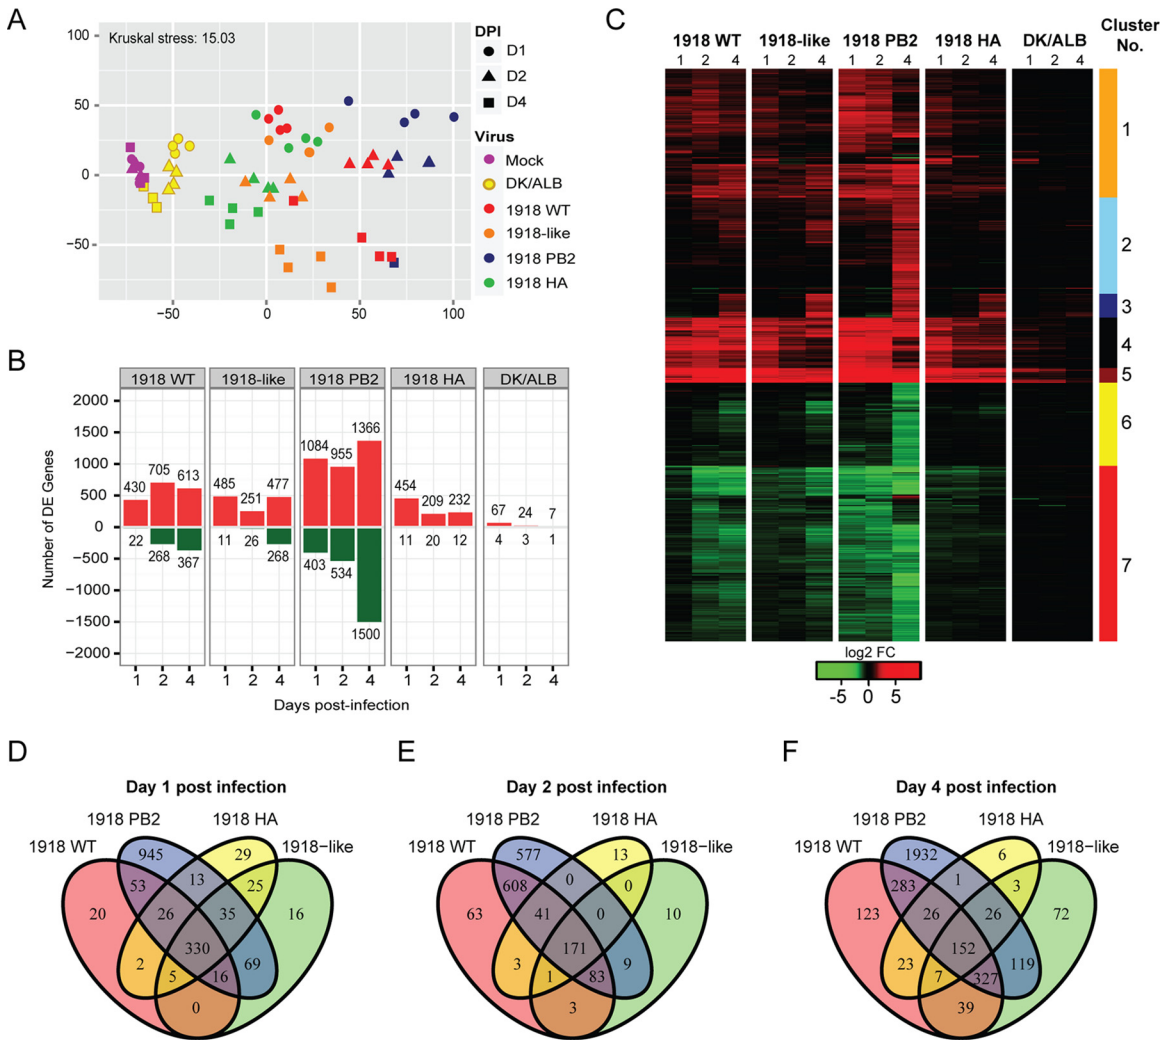 A
Kruskal stress: 15.03
100
50
0
−50
−50
0
50
100
DPI
D1
D2
D4
Virus
Mock
DK/ALB
1918 WT
1918-like
1918 PB2
1918 HA
B
1918 WT
1918-like
1918 PB2
1918 HA
DK/ALB
Number of DE Genes
2000
1500
1000
500
0
−500
−1000
−1500
−2000
430
705
613
22
268
367
485
251
477
11
26
268
1084
955
1366
403
534
1500
454
209
232
11
20
12
67
24
7
4
3
1
1 2 4
1 2 4
1 2 4
1 2 4
1 2 4
Days post-infection
C
1918 WT
1918-like
1918 PB2
1918 HA
DK/ALB
Cluster No.
1 2 4
1 2 4
1 2 4
1 2 4
1 2 4
1
2
3
4
5
6
7
log2 FC
-5 0 5
D
Day 1 post infection
1918 PB2
1918 HA
1918 WT
1918−like
945
29
53
13
25
20
26
35
16
330
2
69
5
16
0
E
Day 2 post infection
1918 PB2
1918 HA
1918 WT
1918−like
577
13
608
0
0
63
41
0
10
171
3
9
1
83
3
F
Day 4 post infection
1918 PB2
1918 HA
1918 WT
1918−like
1932
6
283
1
3
123
26
26
72
152
23
119
7
327
39